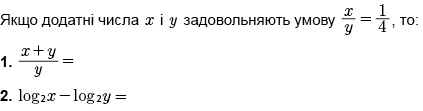 Якщо додатні числа x і y задовольняють умову x/y = 1/4, то:
1. (x + y)/y =
2. log₂x − log₂y =